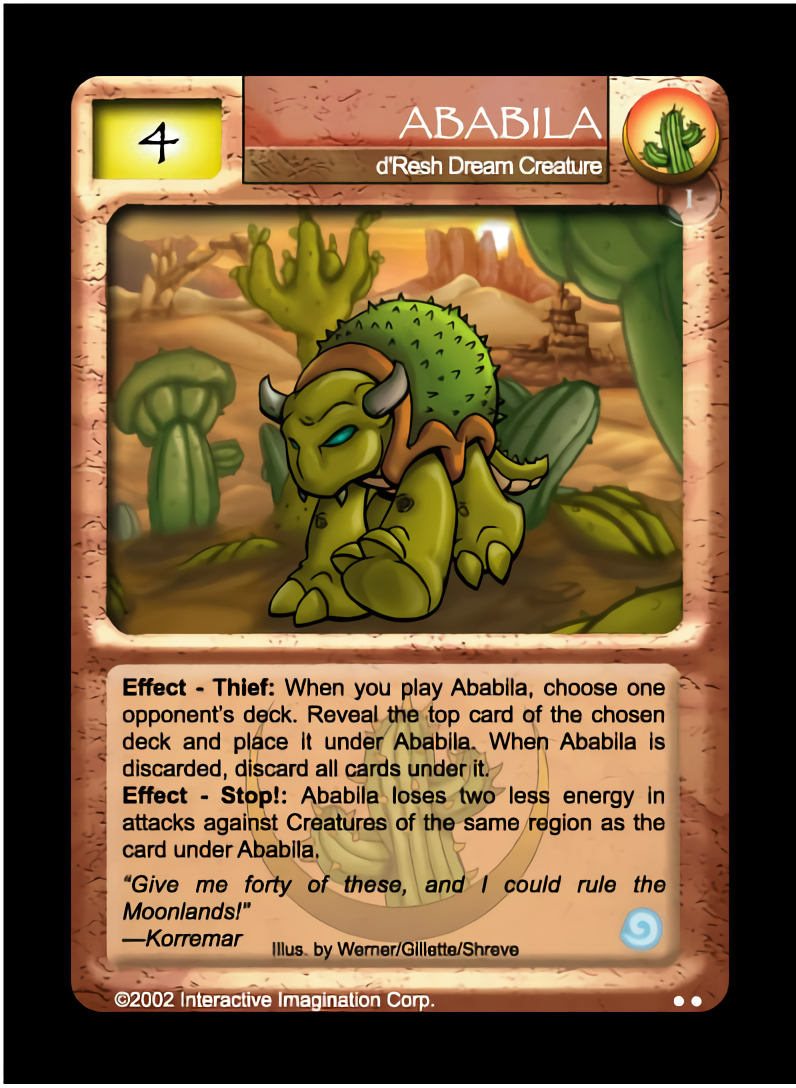 4
ABABILA
d'Resh Dream Creature
I
Effect - Thief: When you play Ababila, choose one
opponent's deck. Reveal the top card of the chosen
deck and place it under Ababila. When Ababila is
discarded, discard all cards under it.
Effect - Stop!: Ababila loses two less energy in
attacks against Creatures of the same region as the
card under Ababila.
"Give me forty of these, and I could rule the
Moonlands!"
—Korremar
Illus. by Werner/Gillette/Shreve
©2002 Interactive Imagination Corp.